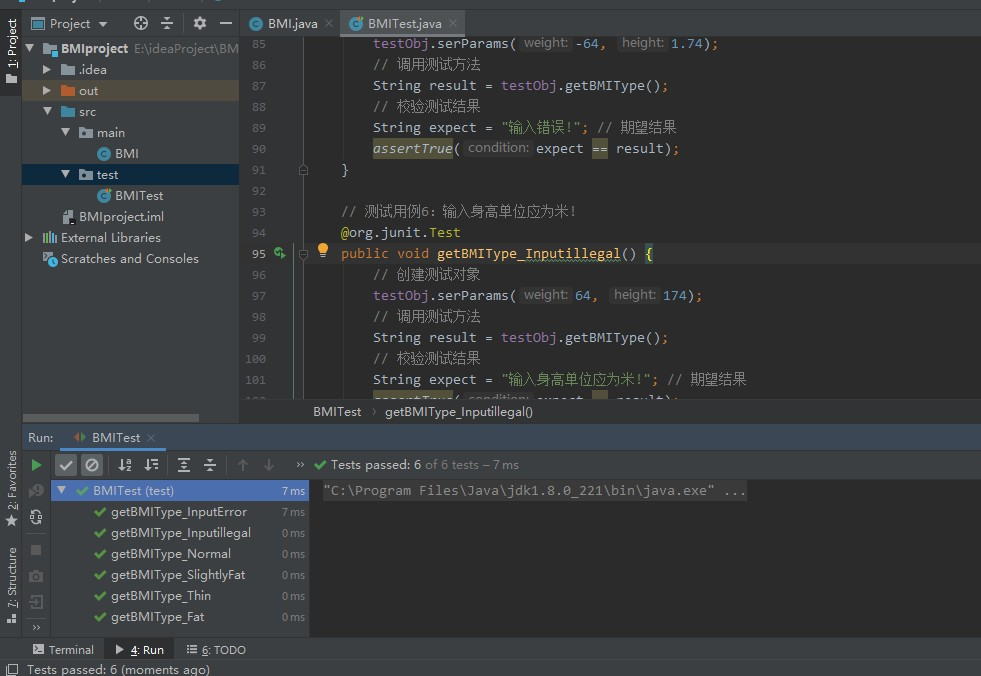 Project
BMI.java
BMITest.java
1: Project
BMIproject E:\ideaProject\BM
.idea
out
src
main
BMI
test
BMITest
BMIproject.iml
External Libraries
Scratches and Consoles
85 testObj.serParams( weight: -64, height: 1.74);
86 // 调用测试方法
87 String result = testObj.getBMIType();
88 // 校验测试结果
89 String expect = "输入错误!"; // 期望结果
90 assertTrue( condition: expect == result);
91 }
92
93 // 测试用例6: 输入身高单位应为米!
94 @org.junit.Test
95 public void getBMIType_Inputillegal() {
96 // 创建测试对象
97 testObj.serParams( weight: 64, height: 174);
98 // 调用测试方法
99 String result = testObj.getBMIType();
100 // 校验测试结果
101 String expect = "输入身高单位应为米!"; // 期望结果
BMITest › getBMIType_Inputillegal()
Run: BMITest
» Tests passed: 6 of 6 tests – 7 ms
BMITest (test) 7 ms
getBMIType_InputError 7 ms
getBMIType_Inputillegal 0 ms
getBMIType_Normal 0 ms
getBMIType_SlightlyFat 0 ms
getBMIType_Thin 0 ms
getBMIType_Fat 0 ms
"C:\Program Files\Java\jdk1.8.0_221\bin\java.exe" ...
2: Favorites
7: Structure
»
Terminal
4: Run
6: TODO
Tests passed: 6 (moments ago)